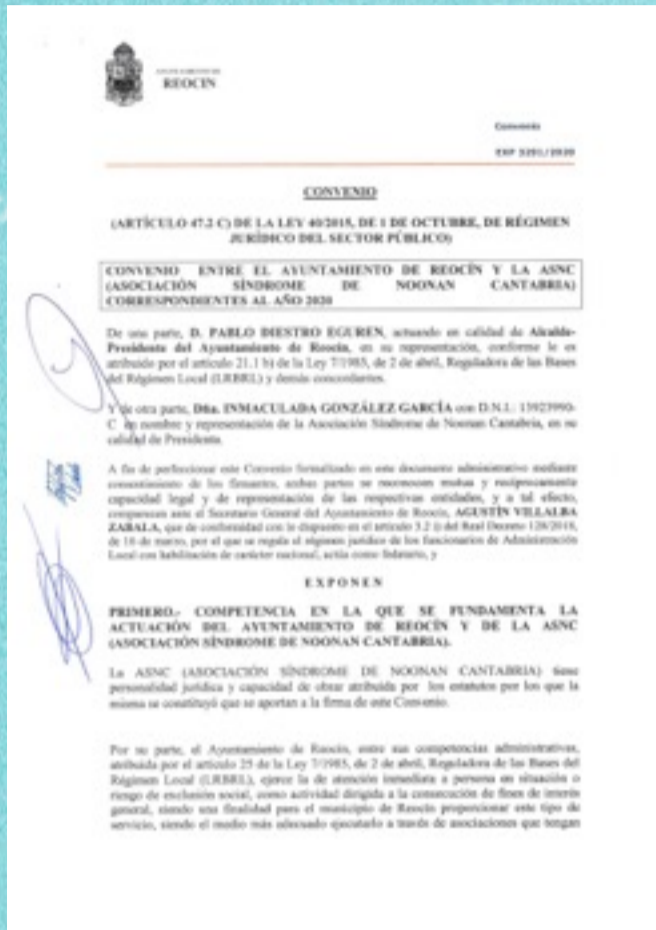 AYUNTAMIENTO DE
REOCIN
Convenio
EXP 3291/2020
CONVENIO
(ARTÍCULO 47.2 C) DE LA LEY 40/2015, DE 1 DE OCTUBRE, DE RÉGIMEN
JURÍDICO DEL SECTOR PÚBLICO)
CONVENIO ENTRE EL AYUNTAMIENTO DE REOCÍN Y LA ASNC
(ASOCIACIÓN SÍNDROME DE NOONAN CANTABRIA)
CORRESPONDIENTES AL AÑO 2020
De una parte, D. PABLO DIESTRO EGUREN, actuando en calidad de Alcalde-
Presidente del Ayuntamiento de Reocín, en su representación, conforme le es
atribuido por el artículo 21.1 b) de la Ley 7/1985, de 2 de abril, Reguladora de las Bases
del Régimen Local (LRBRL) y demás concordantes.
Y de otra parte, Dña. INMACULADA GONZÁLEZ GARCÍA con D.N.I.: 13923990-
C en nombre y representación de la Asociación Síndrome de Noonan Cantabria, en su
calidad de Presidenta.
A fin de perfeccionar este Convenio formalizado en este documento administrativo mediante
consentimiento de los firmantes, ambas partes se reconocen mutua y recíprocamente
capacidad legal y de representación de las respectivas entidades, y a tal efecto,
comparecen ante el Secretario General del Ayuntamiento de Reocín, AGUSTÍN VILLALBA
ZABALA, que de conformidad con lo dispuesto en el artículo 3.2 i) del Real Decreto 128/2018,
de 16 de marzo, por el que se regula el régimen jurídico de los funcionarios de Administración
Local con habilitación de carácter nacional, actúa como fedatario, y
EXPONEN
PRIMERO.- COMPETENCIA EN LA QUE SE FUNDAMENTA LA
ACTUACIÓN DEL AYUNTAMIENTO DE REOCÍN Y DE LA ASNC
(ASOCIACIÓN SÍNDROME DE NOONAN CANTABRIA).
La ASNC (ASOCIACIÓN SÍNDROME DE NOONAN CANTABRIA) tiene
personalidad jurídica y capacidad de obrar atribuida por los estatutos por los que la
misma se constituyó que se aportan a la firma de este Convenio.
Por su parte, el Ayuntamiento de Reocín, entre sus competencias administrativas,
atribuida por el artículo 25 de la Ley 7/1985, de 2 de abril, Reguladora de las Bases del
Régimen Local (LRBRL), ejerce la de atención inmediata a persona en situación o
riesgo de exclusión social, como actividad dirigida a la consecución de fines de interés
general, siendo una finalidad para el municipio de Reocín proporcionar este tipo de
servicio, siendo el medio más adecuado ejecutarlo a través de asociaciones que tengan